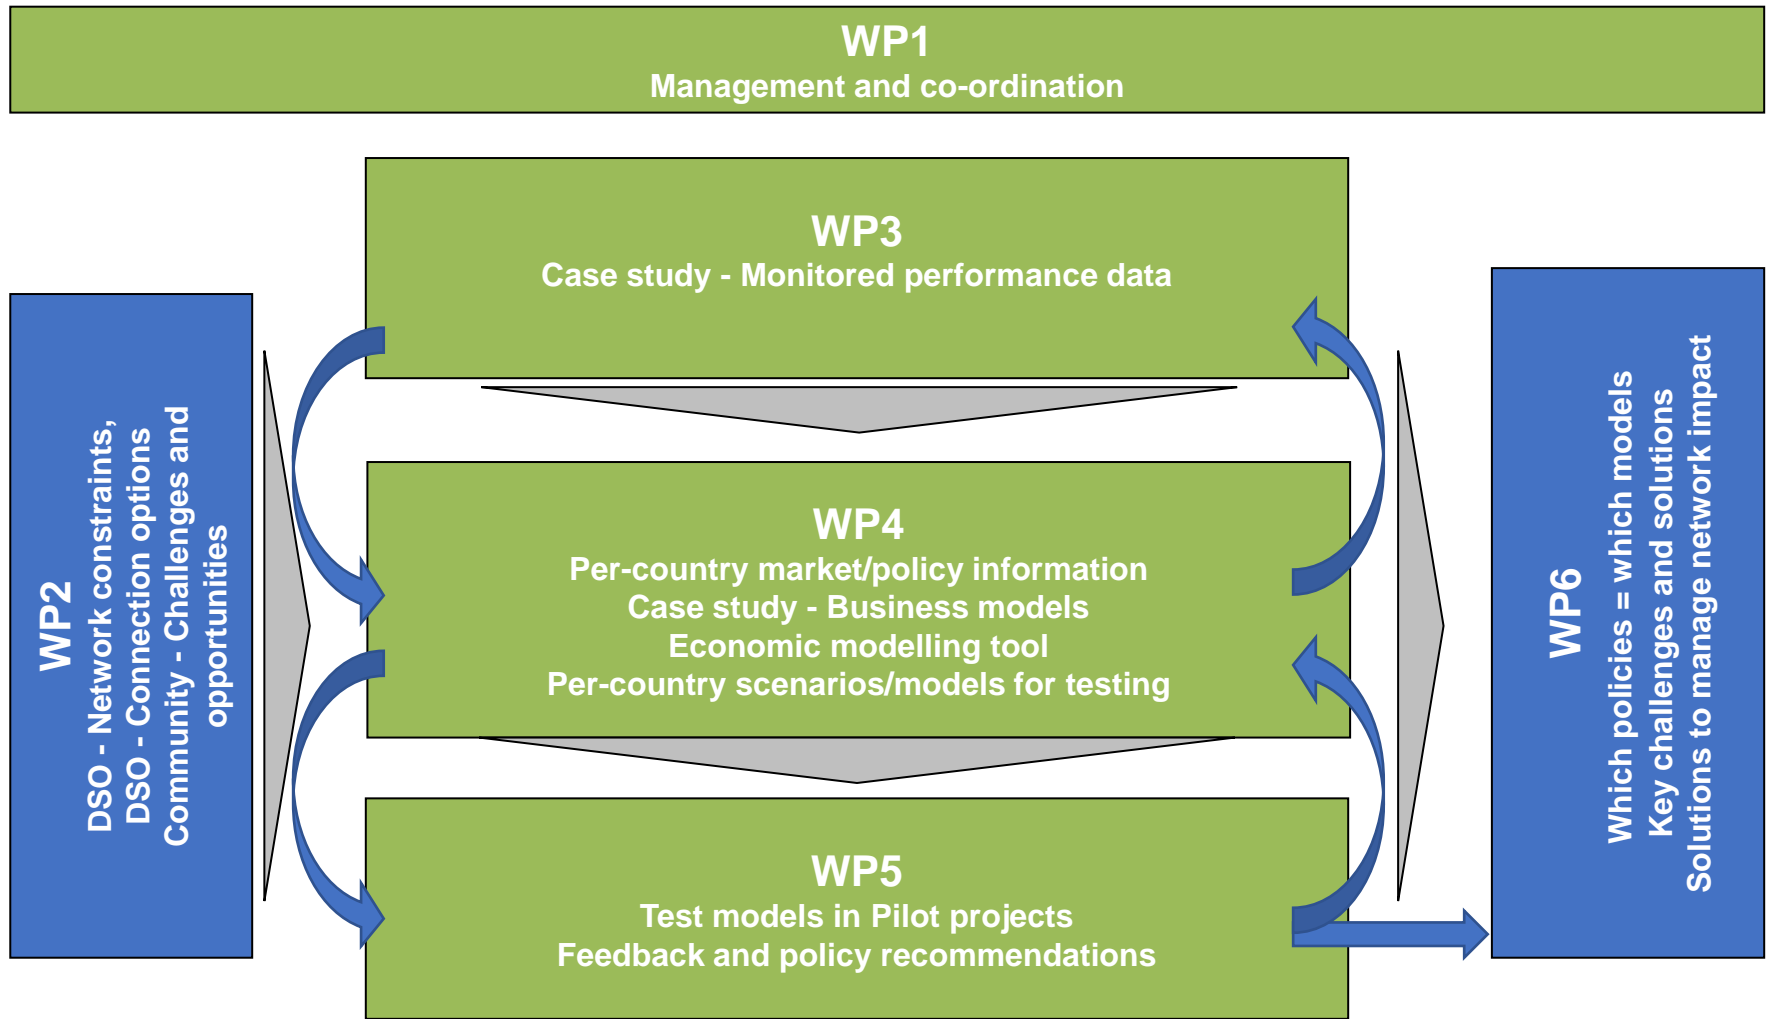 WP1
Management and co-ordination
WP3
Case study - Monitored performance data
WP2
DSO - Network constraints,
DSO - Connection options
Community - Challenges and
opportunities
WP4
Per-country market/policy information
Case study - Business models
Economic modelling tool
Per-country scenarios/models for testing
WP5
Test models in Pilot projects
Feedback and policy recommendations
WP6
Which policies = which models
Key challenges and solutions
Solutions to manage network impact